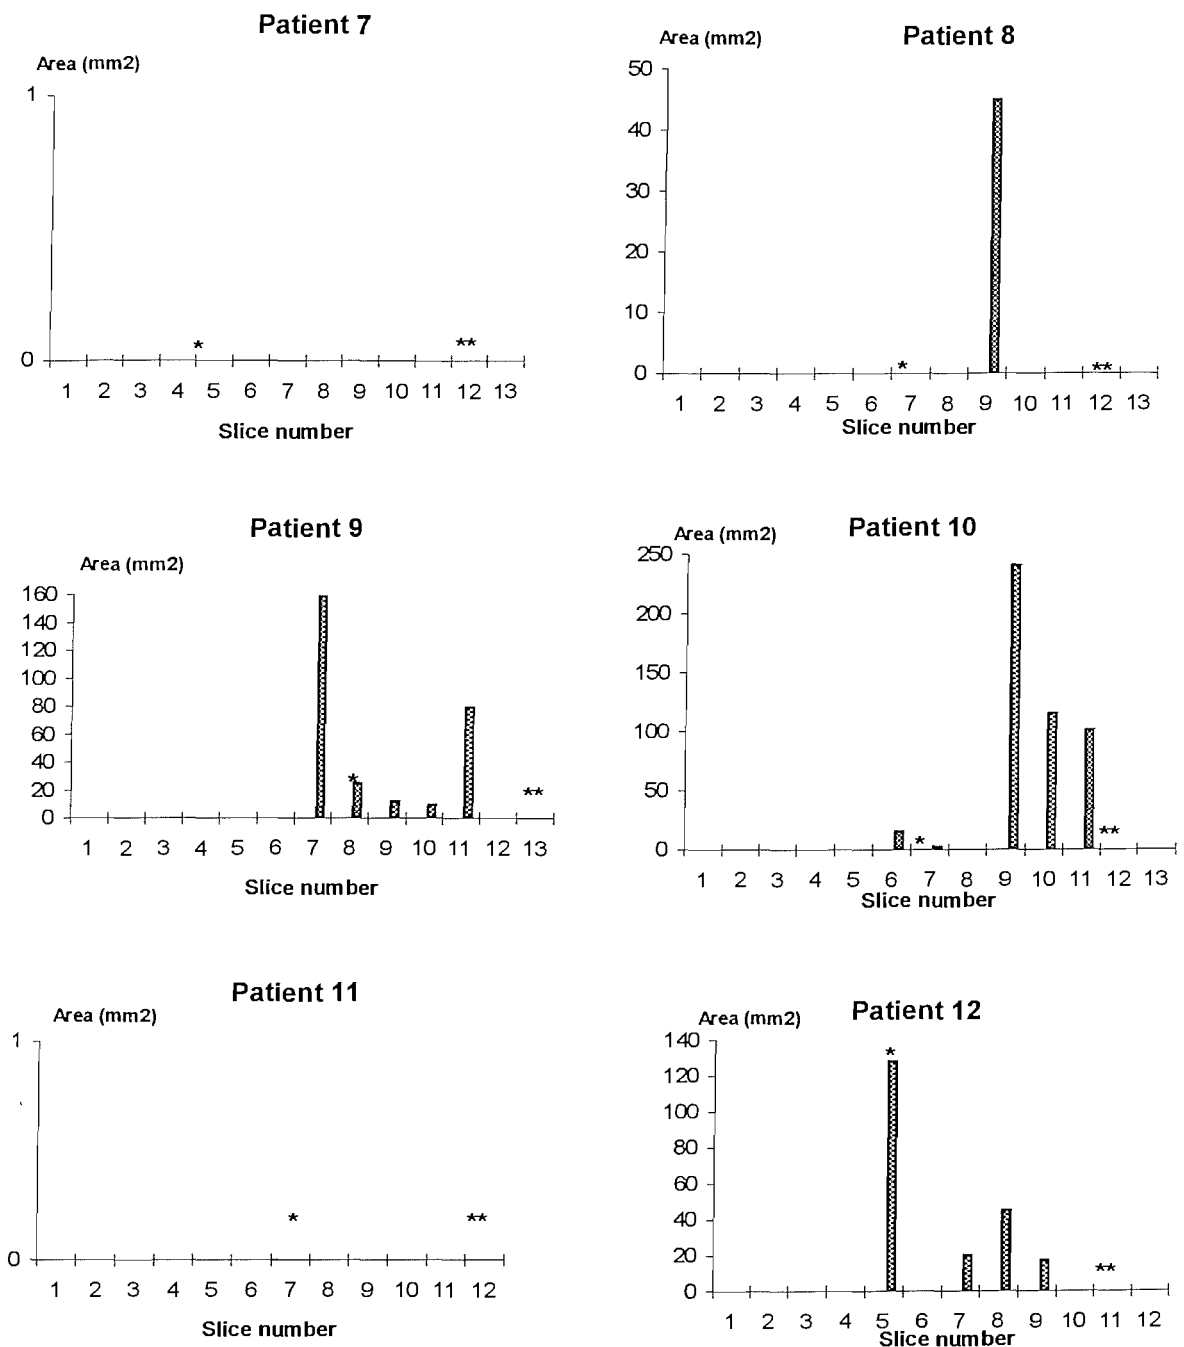 Patient 7
Area (mm2)
1
*
**
0
1 2 3 4 5 6 7 8 9 10 11 12 13
Slice number
Patient 8
Area (mm2)
50
40
30
20
10
*
**
0
1 2 3 4 5 6 7 8 9 10 11 12 13
Slice number
Patient 9
Area (mm2)
160
140
120
100
80
60
40
*
20
**
0
1 2 3 4 5 6 7 8 9 10 11 12 13
Slice number
Patient 10
Area (mm2)
250
200
150
100
50
*
**
0
1 2 3 4 5 6 7 8 9 10 11 12 13
Slice number
Patient 11
Area (mm2)
1
*
**
0
1 2 3 4 5 6 7 8 9 10 11 12
Slice number
Patient 12
Area (mm2)
140
*
120
100
80
60
40
20
**
0
1 2 3 4 5 6 7 8 9 10 11 12
Slice number